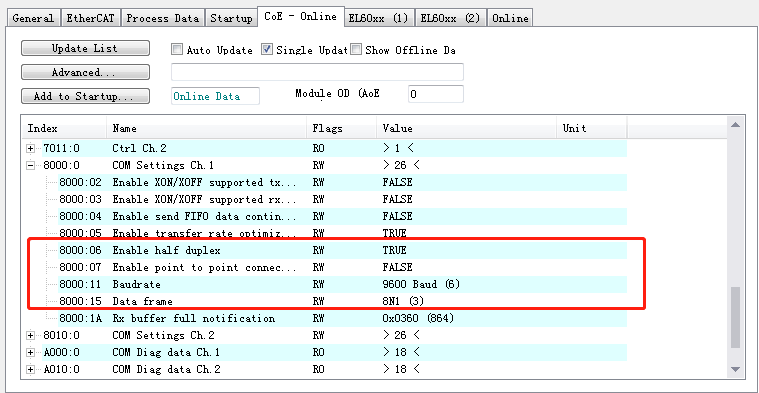 General EtherCAT Process Data Startup CoE - Online EL60xx (1) EL60xx (2) Online
Update List Auto Update Single Updat Show Offline Da
Advanced...
Add to Startup... Online Data Module OD (AoE 0
Index Name Flags Value Unit
7011:0 Ctrl Ch.2 RO > 1 <
8000:0 COM Settings Ch.1 RW > 26 <
8000:02 Enable XON/XOFF supported tx... RW FALSE
8000:03 Enable XON/XOFF supported rx... RW FALSE
8000:04 Enable send FIFO data contin... RW FALSE
8000:05 Enable transfer rate optimiz... RW TRUE
8000:06 Enable half duplex RW TRUE
8000:07 Enable point to point connec... RW FALSE
8000:11 Baudrate RW 9600 Baud (6)
8000:15 Data frame RW 8N1 (3)
8000:1A Rx buffer full notification RW 0x0360 (864)
8010:0 COM Settings Ch.2 RW > 26 <
A000:0 COM Diag data Ch.1 RO > 18 <
A010:0 COM Diag data Ch.2 RO > 18 <